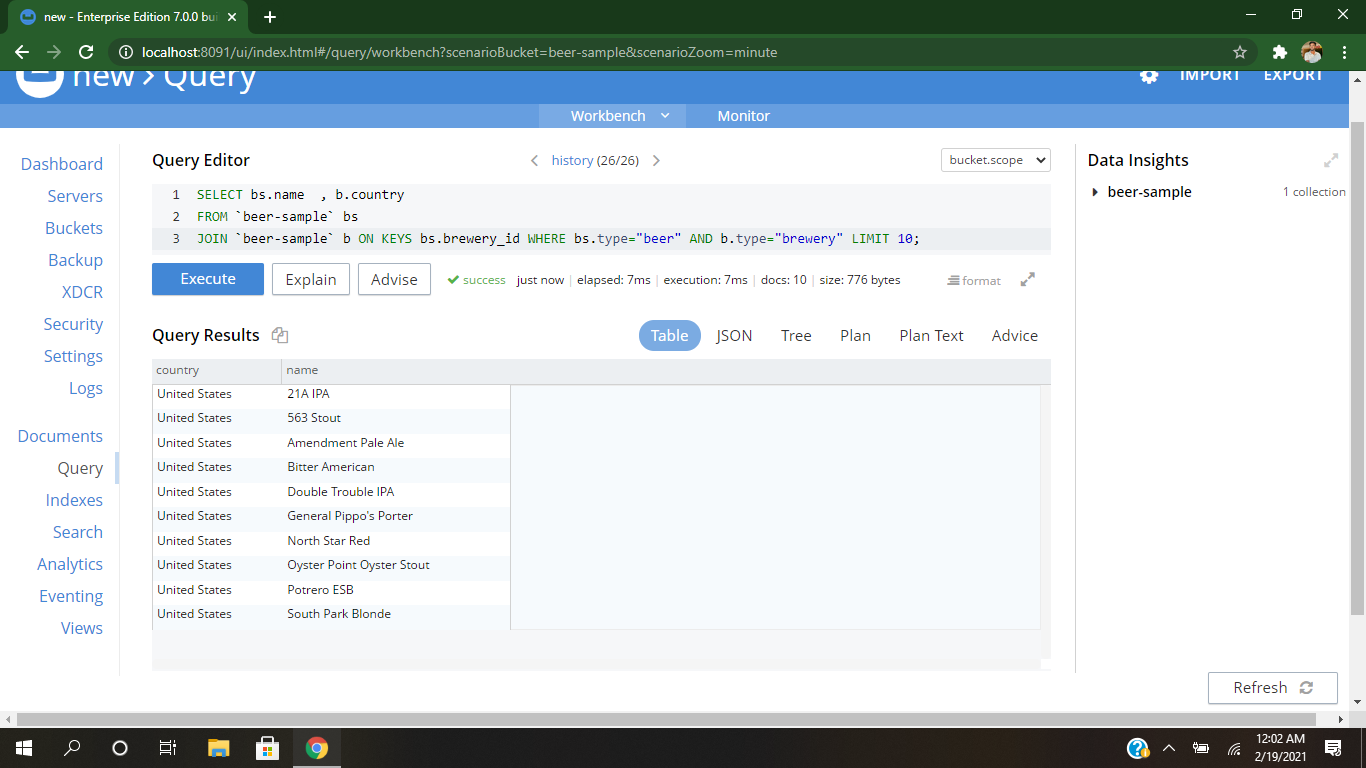 new - Enterprise Edition 7.0.0 bui
localhost:8091/ui/index.html#/query/workbench?scenarioBucket=beer-sample&scenarioZoom=minute
new > Query
IMPORT EXPORT
Workbench Monitor
Dashboard
Servers
Buckets
Backup
XDCR
Security
Settings
Logs
Documents
Query
Indexes
Search
Analytics
Eventing
Views
Query Editor
history (26/26)
bucket.scope
1 SELECT bs.name , b.country
2 FROM `beer-sample` bs
3 JOIN `beer-sample` b ON KEYS bs.brewery_id WHERE bs.type="beer" AND b.type="brewery" LIMIT 10;
Execute Explain Advise success just now | elapsed: 7ms | execution: 7ms | docs: 10 | size: 776 bytes format
Query Results Table JSON Tree Plan Plan Text Advice
country name
United States 21A IPA
United States 563 Stout
United States Amendment Pale Ale
United States Bitter American
United States Double Trouble IPA
United States General Pippo's Porter
United States North Star Red
United States Oyster Point Oyster Stout
United States Potrero ESB
United States South Park Blonde
Data Insights
beer-sample 1 collection
Refresh
12:02 AM
2/19/2021